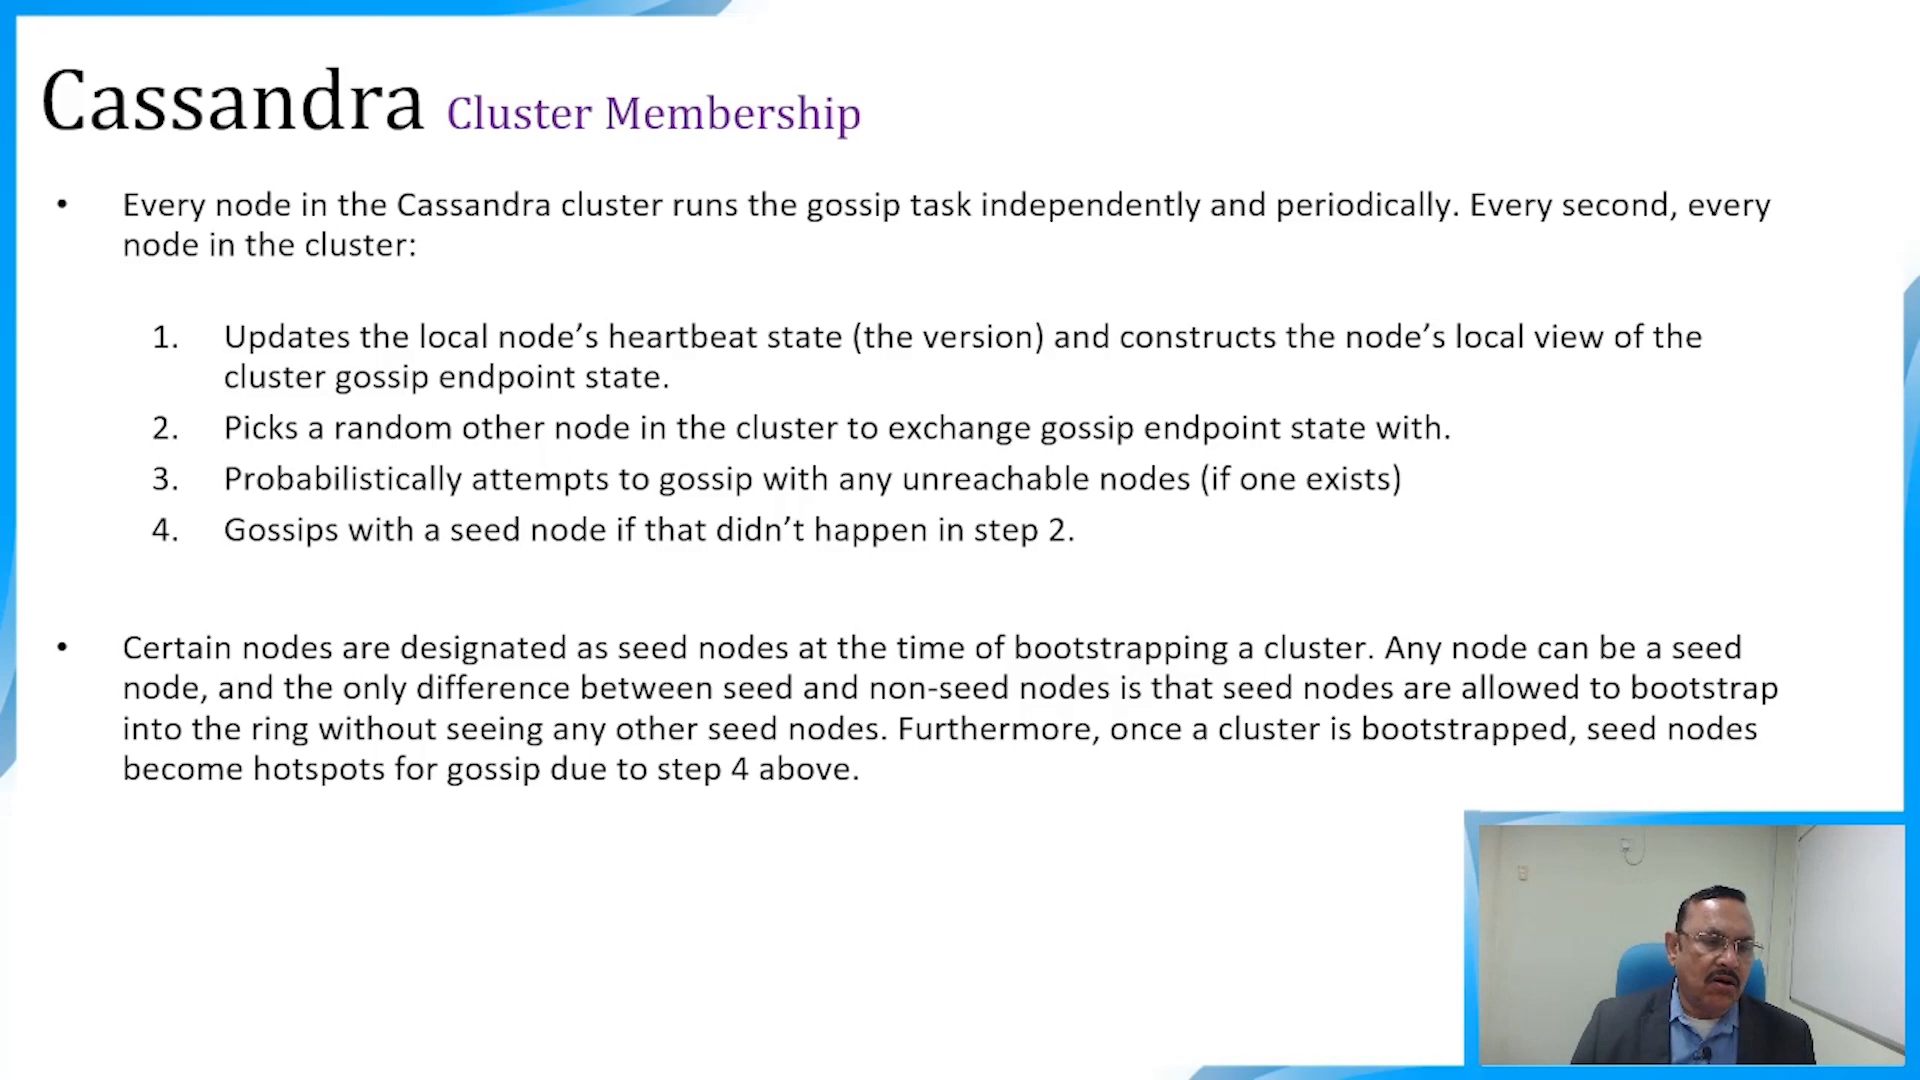 Cassandra Cluster Membership
• Every node in the Cassandra cluster runs the gossip task independently and periodically. Every second, every
node in the cluster:
1. Updates the local node’s heartbeat state (the version) and constructs the node’s local view of the
cluster gossip endpoint state.
2. Picks a random other node in the cluster to exchange gossip endpoint state with.
3. Probabilistically attempts to gossip with any unreachable nodes (if one exists)
4. Gossips with a seed node if that didn’t happen in step 2.
• Certain nodes are designated as seed nodes at the time of bootstrapping a cluster. Any node can be a seed
node, and the only difference between seed and non-seed nodes is that seed nodes are allowed to bootstrap
into the ring without seeing any other seed nodes. Furthermore, once a cluster is bootstrapped, seed nodes
become hotspots for gossip due to step 4 above.